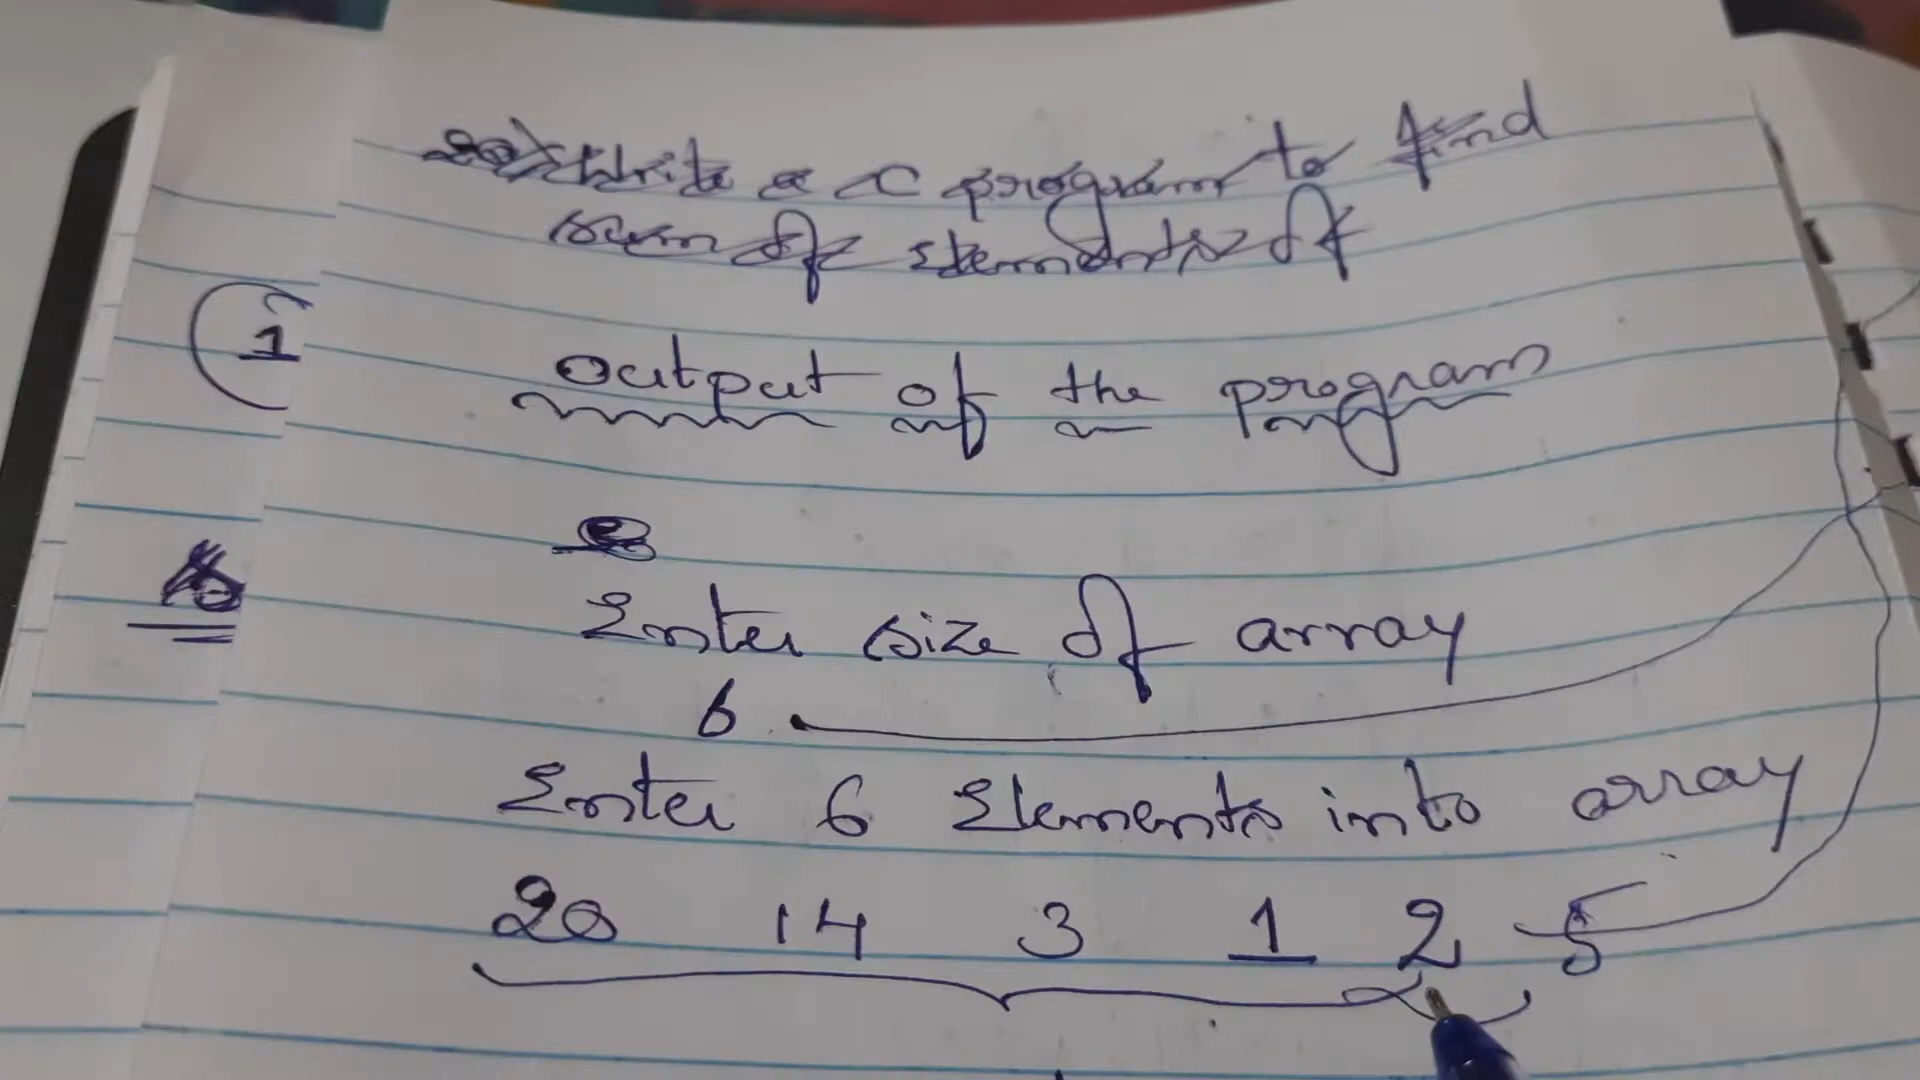 Write a C program to find
sum of elements of
1
output of the program
Enter size of array
6
Enter 6 Elements into array
20 14 3 1 2 5